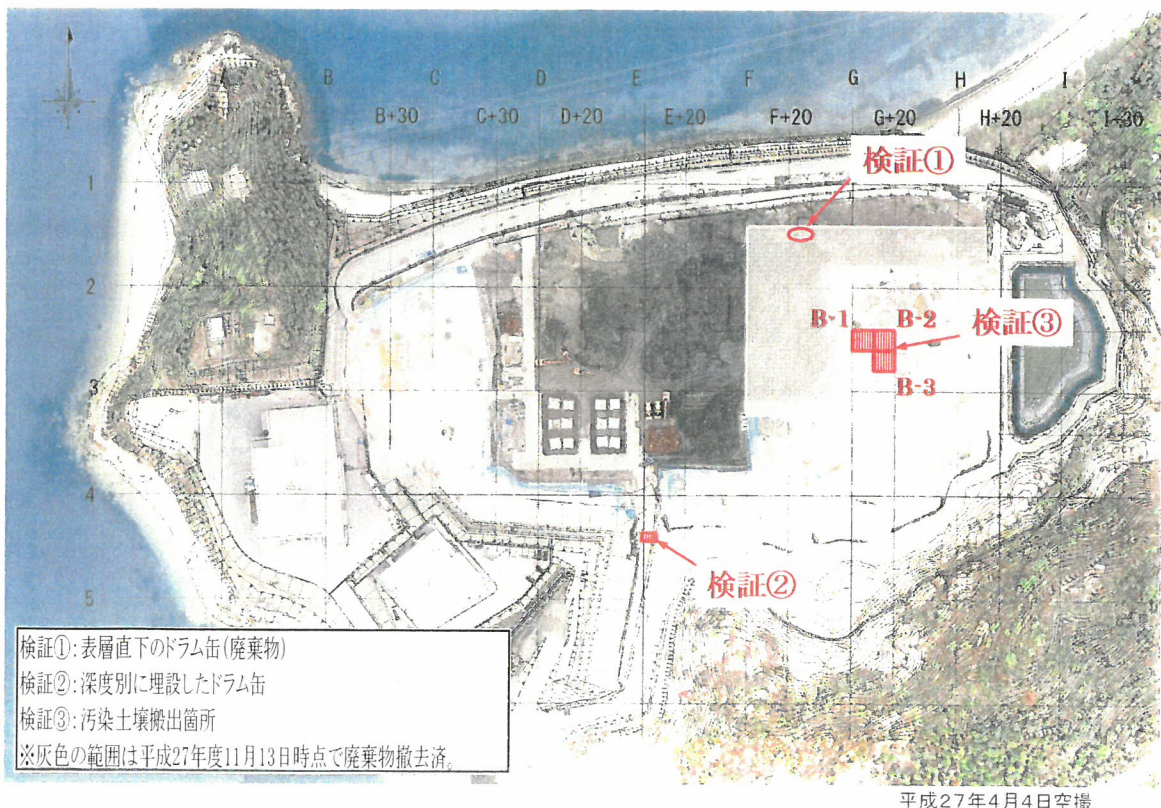 A B C D E F G H I
B+30 C+30 D+20 E+20 F+20 G+20 H+20 I+30
検証①
1
2
B-1 B-2 検証③
3
B-3
4
検証②
5
検証①:表層直下のドラム缶(廃棄物)
検証②:深度別に埋設したドラム缶
検証③:汚染土壌搬出箇所
※灰色の範囲は平成27年度11月13日時点で廃棄物撤去済。
平成27年4月4日空撮